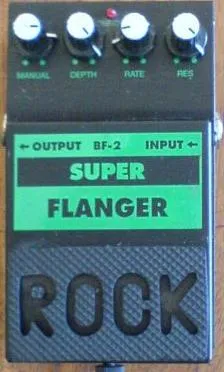 MANUAL DEPTH RATE RES
← OUTPUT BF-2 INPUT ←
SUPER
FLANGER
ROCK